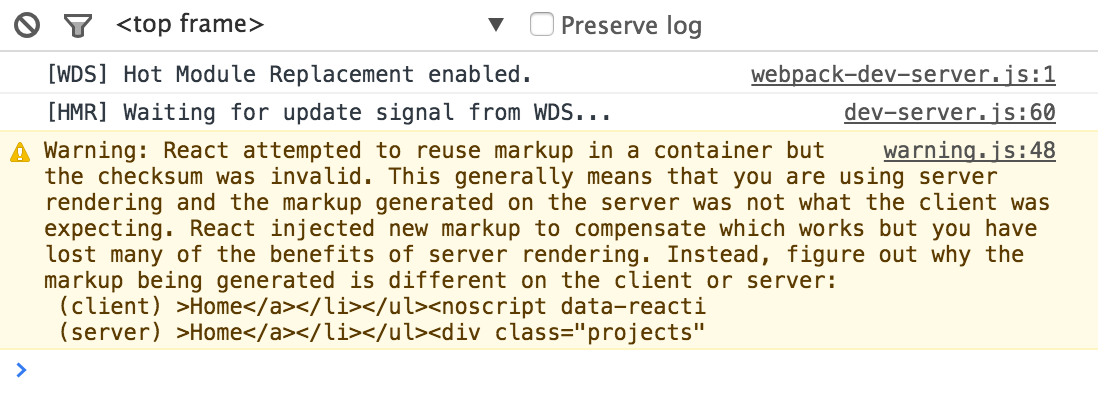 <top frame> ▼ Preserve log
[WDS] Hot Module Replacement enabled. webpack-dev-server.js:1
[HMR] Waiting for update signal from WDS... dev-server.js:60
Warning: React attempted to reuse markup in a container but warning.js:48
the checksum was invalid. This generally means that you are using server
rendering and the markup generated on the server was not what the client was
expecting. React injected new markup to compensate which works but you have
lost many of the benefits of server rendering. Instead, figure out why the
markup being generated is different on the client or server:
(client) >Home</a></li></ul><noscript data-reacti
(server) >Home</a></li></ul><div class="projects"